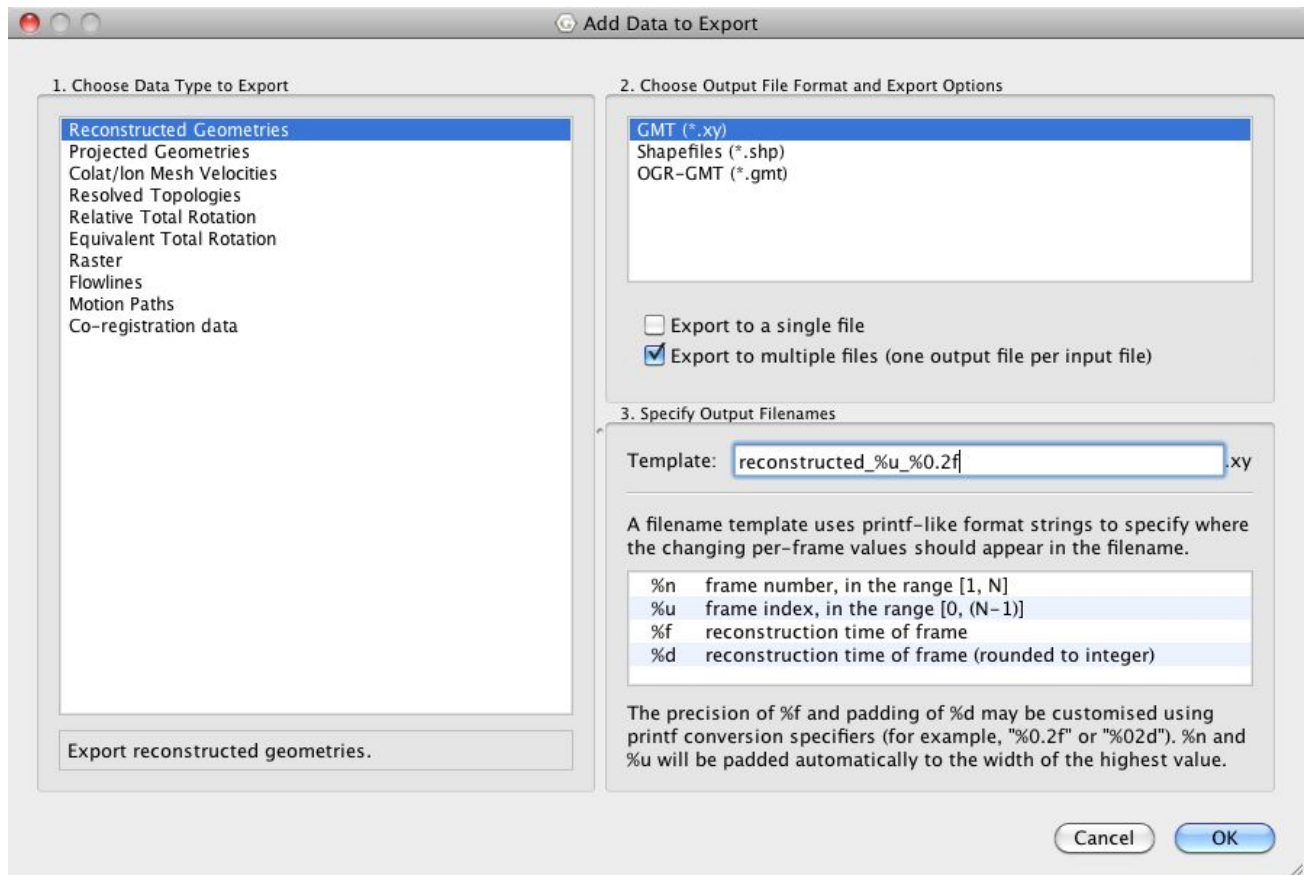 Add Data to Export
1. Choose Data Type to Export
Reconstructed Geometries
Projected Geometries
Colat/lon Mesh Velocities
Resolved Topologies
Relative Total Rotation
Equivalent Total Rotation
Raster
Flowlines
Motion Paths
Co-registration data
Export reconstructed geometries.
2. Choose Output File Format and Export Options
GMT (*.xy)
Shapefiles (*.shp)
OGR-GMT (*.gmt)
Export to a single file
Export to multiple files (one output file per input file)
3. Specify Output Filenames
Template: reconstructed_%u_%0.2f .xy
A filename template uses printf-like format strings to specify where
the changing per-frame values should appear in the filename.
%n frame number, in the range [1, N]
%u frame index, in the range [0, (N-1)]
%f reconstruction time of frame
%d reconstruction time of frame (rounded to integer)
The precision of %f and padding of %d may be customised using
printf conversion specifiers (for example, "%0.2f" or "%02d"). %n and
%u will be padded automatically to the width of the highest value.
Cancel OK